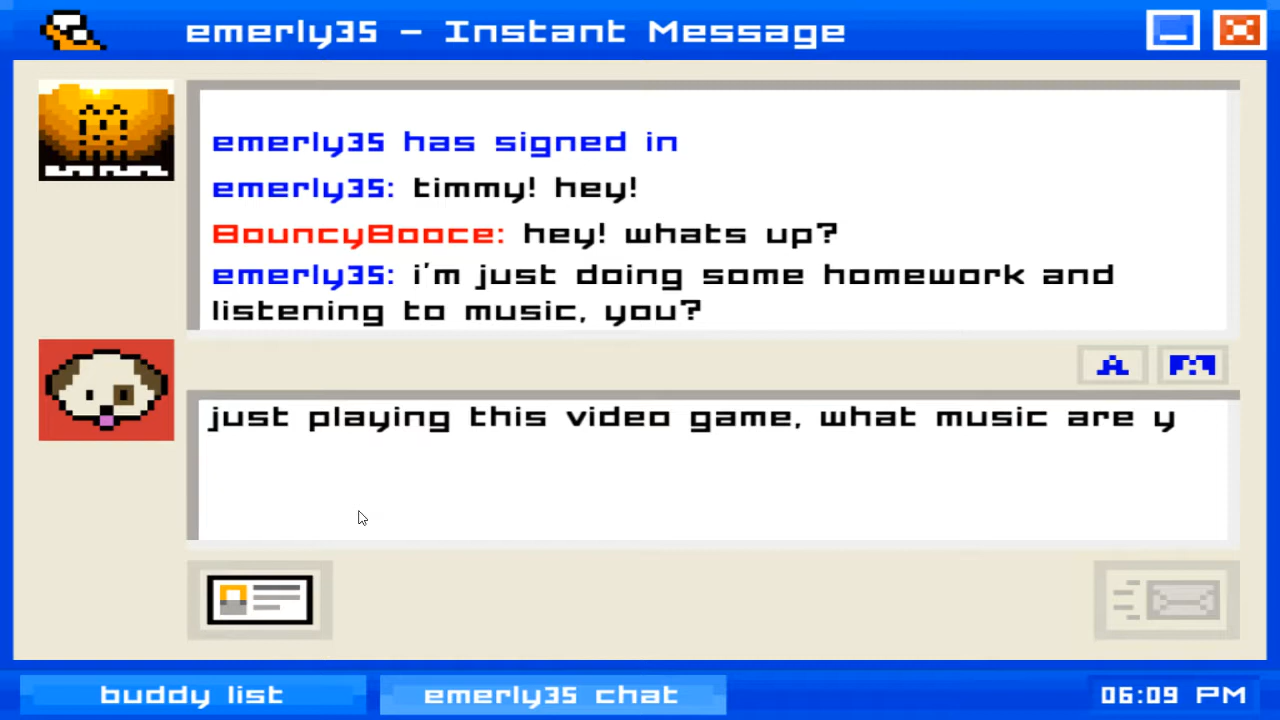 emerly35 - Instant Message
emerly35 has signed in
emerly35: timmy! hey!
BouncyBooce: hey! whats up?
emerly35: i'm just doing some homework and
listening to music, you?
A M
just playing this video game, what music are y
buddy list
emerly35 chat
06:09 PM